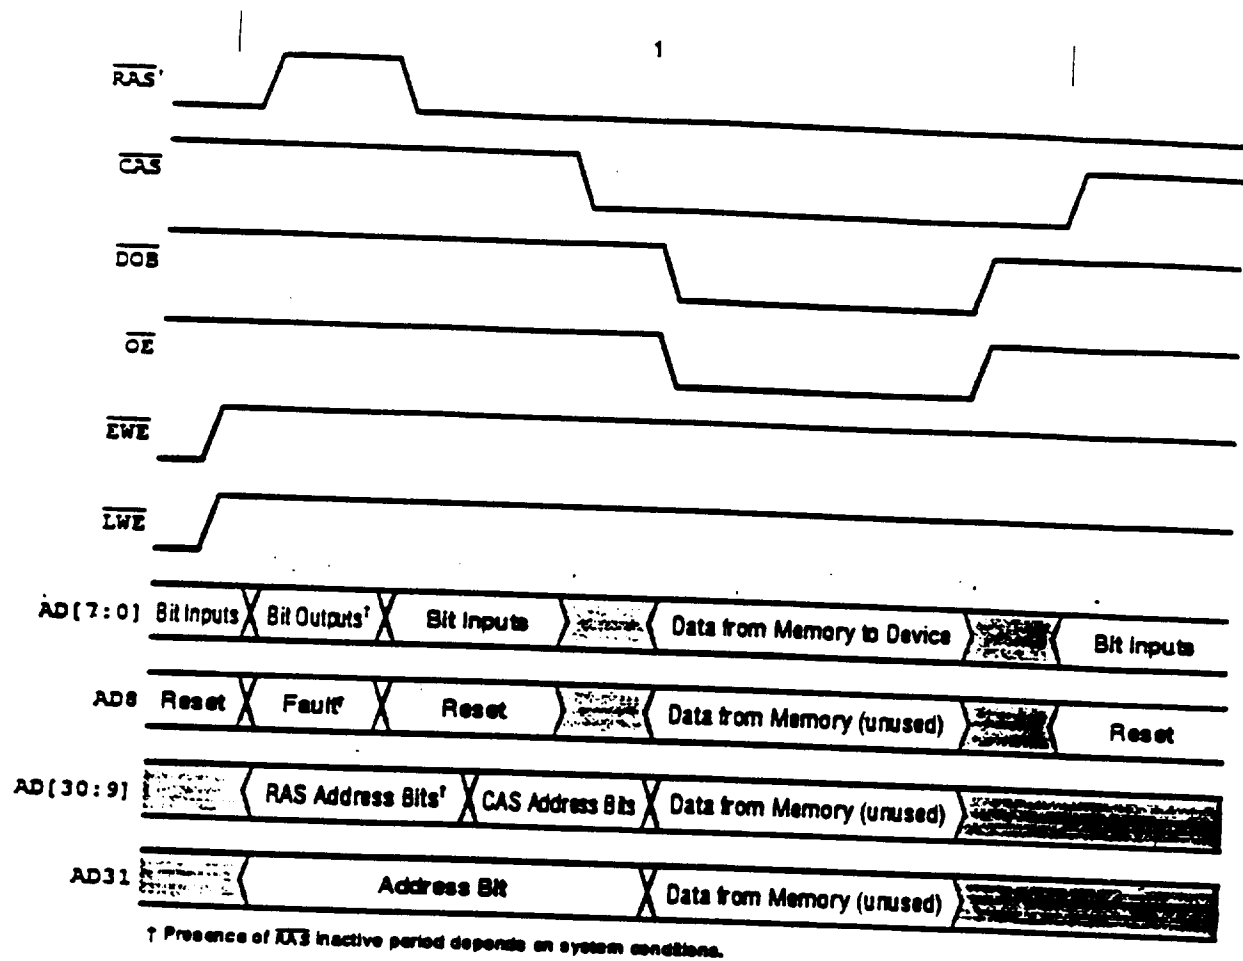 1
RAS†
CAS
DOB
OE
EWE
LWE
AD[7:0] Bit Inputs Bit Outputs† Bit Inputs Data from Memory to Device Bit Inputs
AD8 Reset Fault† Reset Data from Memory (unused) Reset
AD[30:9] RAS Address Bits† CAS Address Bits Data from Memory (unused)
AD31 Address Bit Data from Memory (unused)
† Presence of RAS inactive period depends on system conditions.